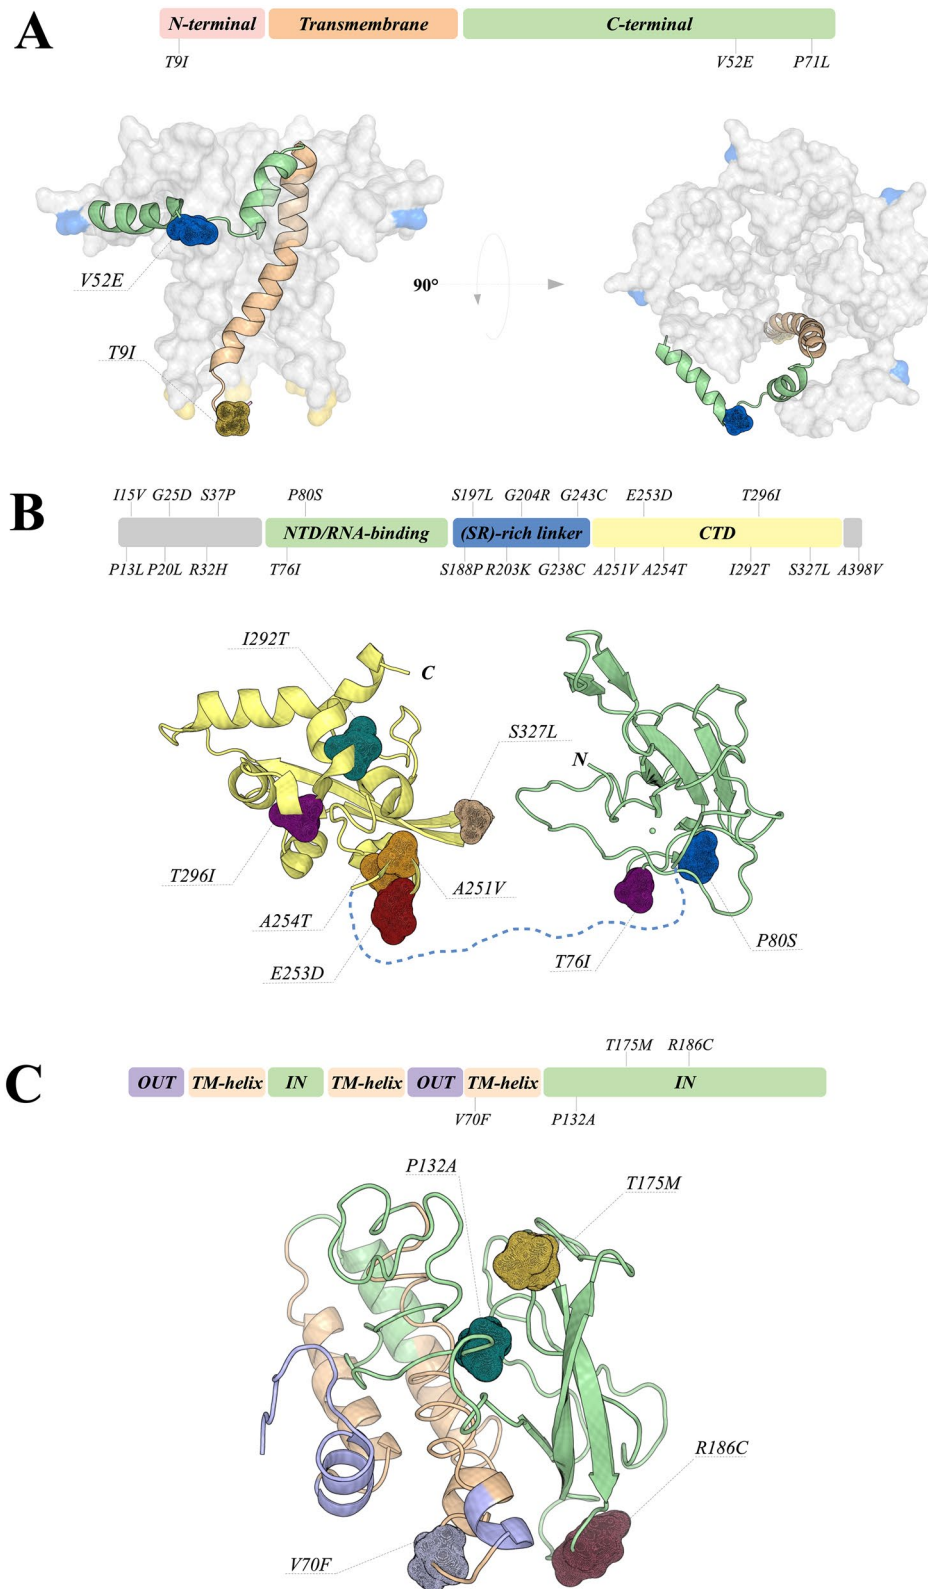 A
N-terminal Transmembrane C-terminal
T9I V52E P71L
V52E
90°
T9I
B
I15V G25D S37P P80S S197L G204R G243C E253D T296I
NTD/RNA-binding (SR)-rich linker CTD
P13L P20L R32H T76I S188P R203K G238C A251V A254T I292T S327L A398V
I292T
C
S327L
N
T296I
A251V
A254T
P80S
T76I
E253D
C
T175M R186C
OUT TM-helix IN TM-helix OUT TM-helix IN
V70F P132A
P132A
T175M
R186C
V70F